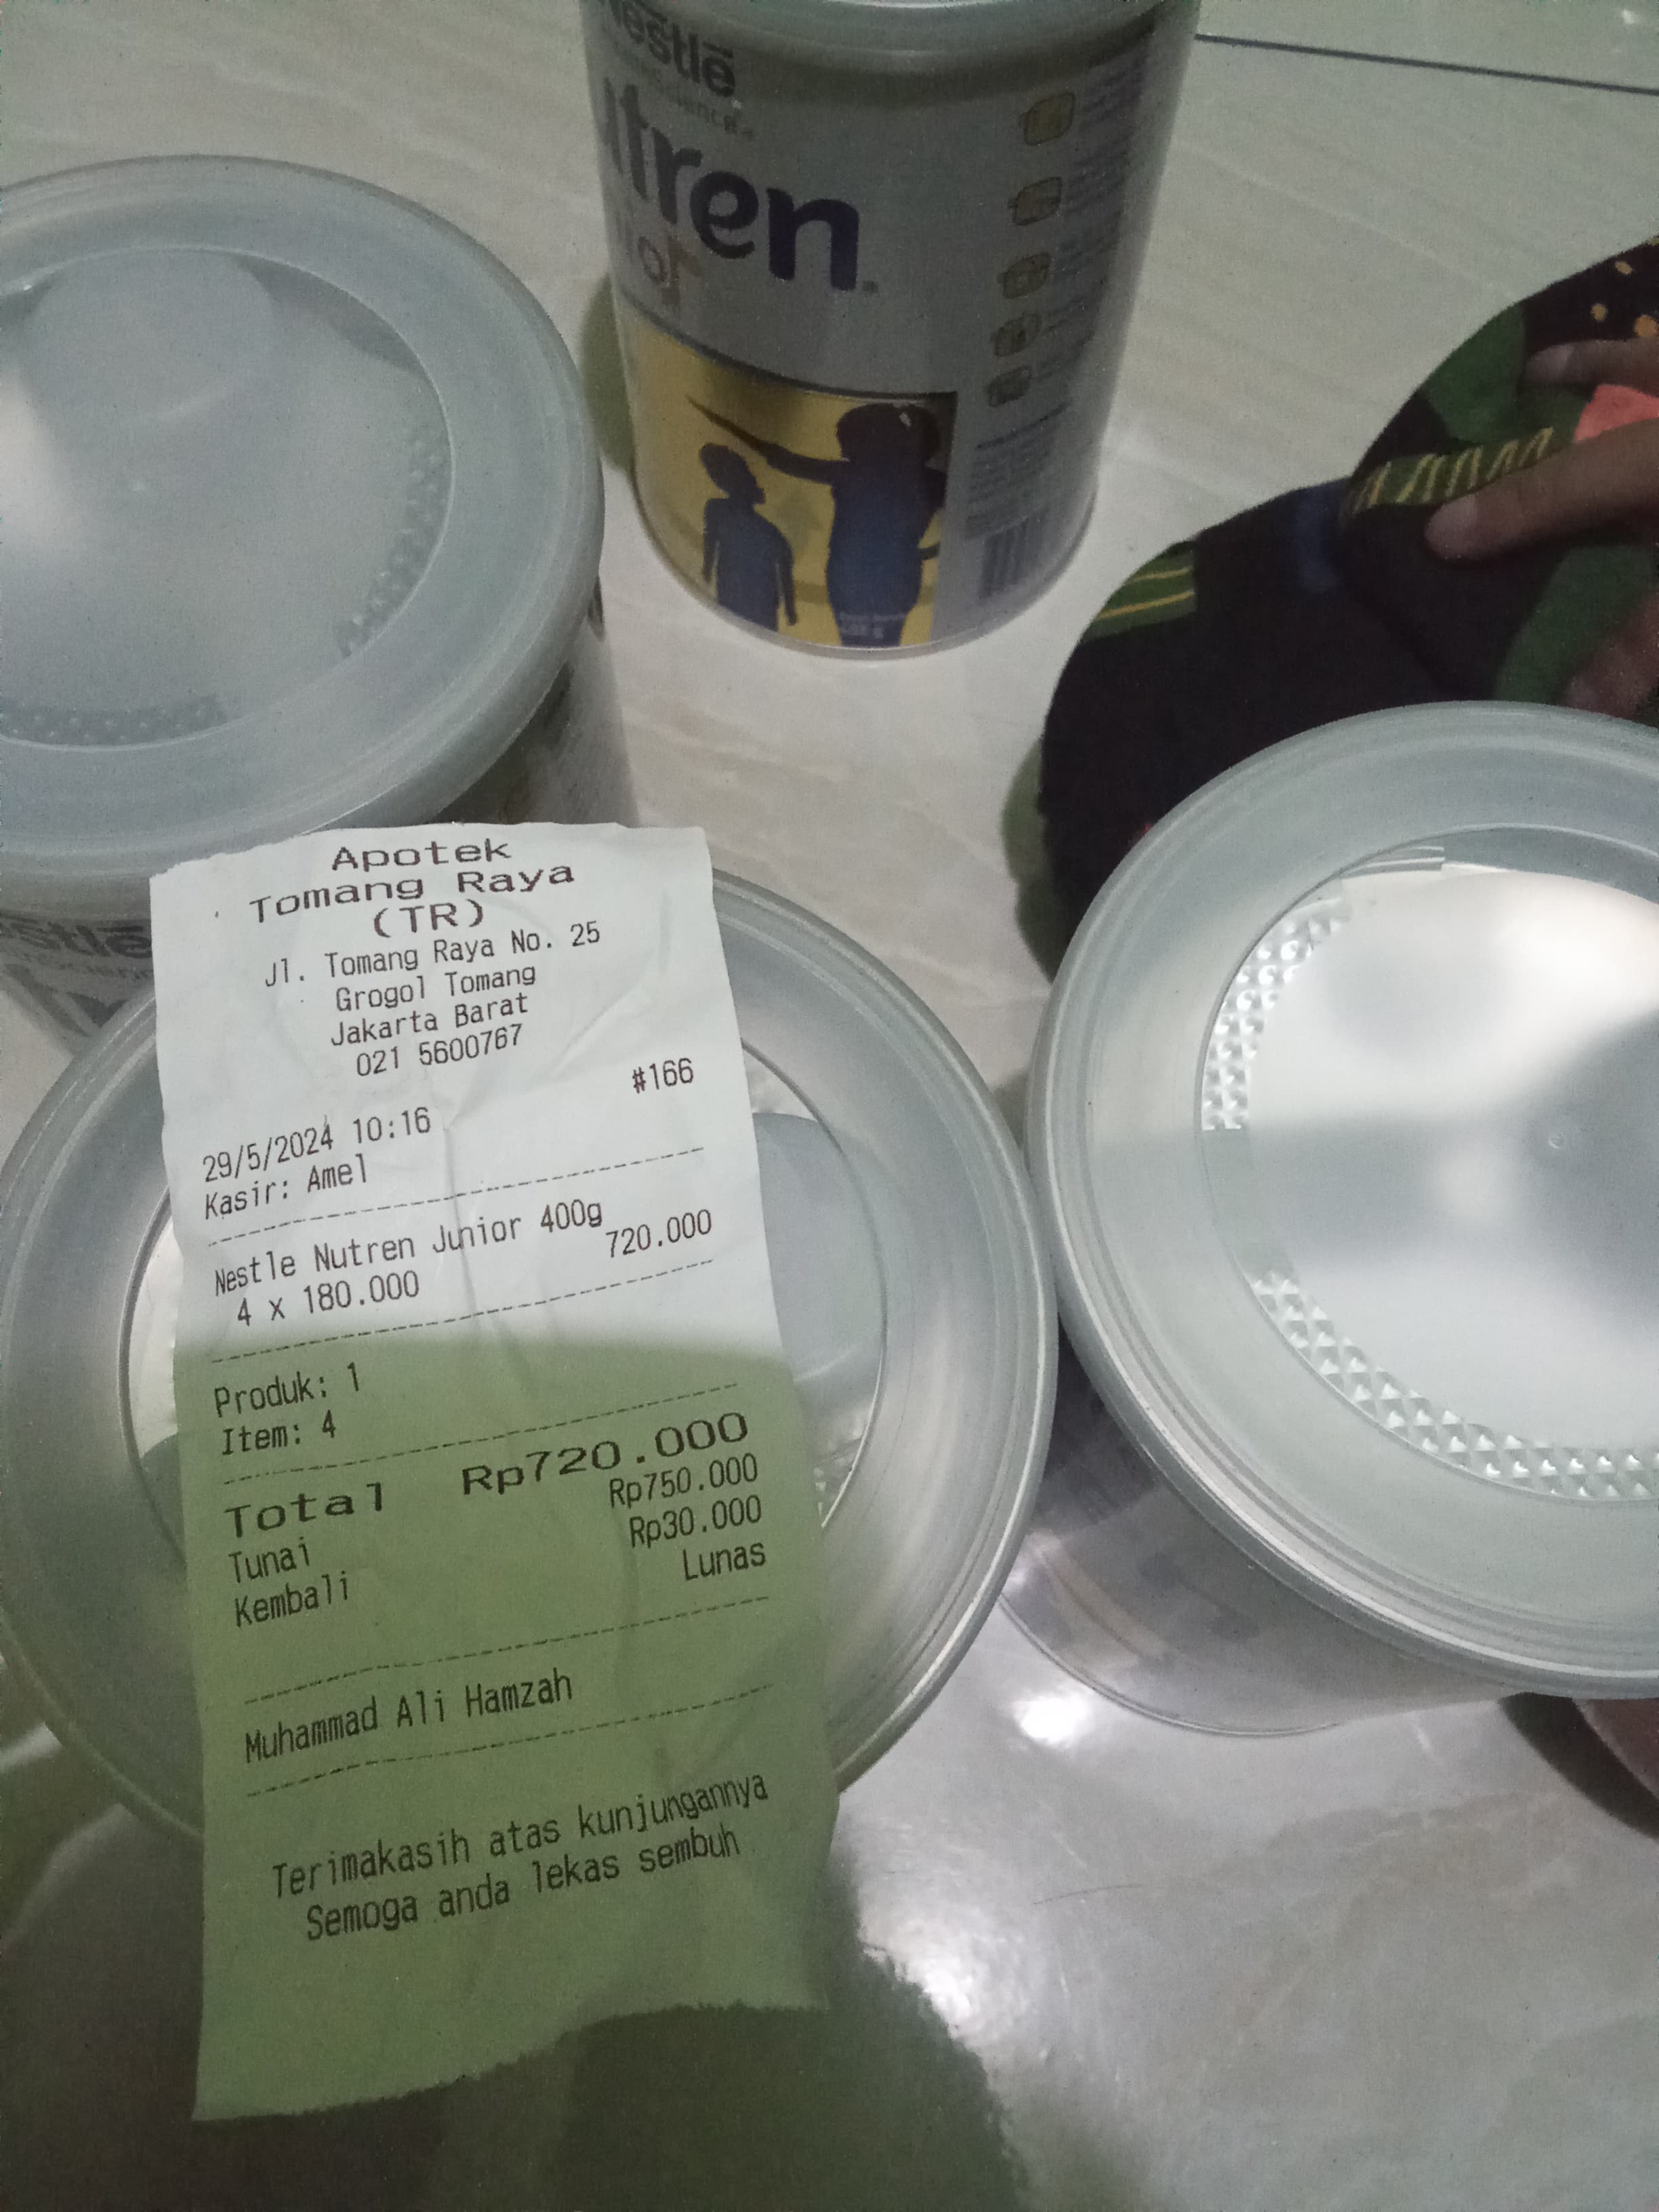 Nestlē
utren
Apotek
Tomang Raya
(TR)
Jl. Tomang Raya No. 25
Grogol Tomang
Jakarta Barat
021 5600767
#166
29/5/2024 10:16
Kasir: Amel
Nestle Nutren Junior 400g
4 x 180.000 720.000
Produk: 1
Item: 4
Total Rp720.000
Tunai Rp750.000
Kembali Rp30.000
Lunas
Muhammad Ali Hamzah
Terimakasih atas kunjungannya
Semoga anda lekas sembuh